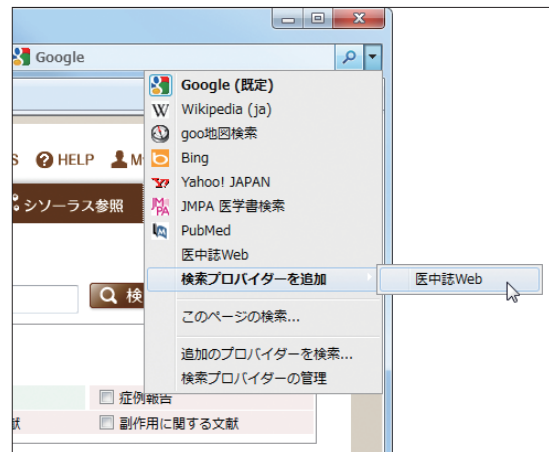 Google
Google (既定)
Wikipedia (ja)
goo地図検索
Bing
Yahoo! JAPAN
JMPA 医学書検索
PubMed
医中誌Web
検索プロバイダーを追加
医中誌Web
このページの検索...
追加のプロバイダーを検索...
検索プロバイダーの管理
S HELP M
シソーラス参照
検
症例報告
献 副作用に関する文献